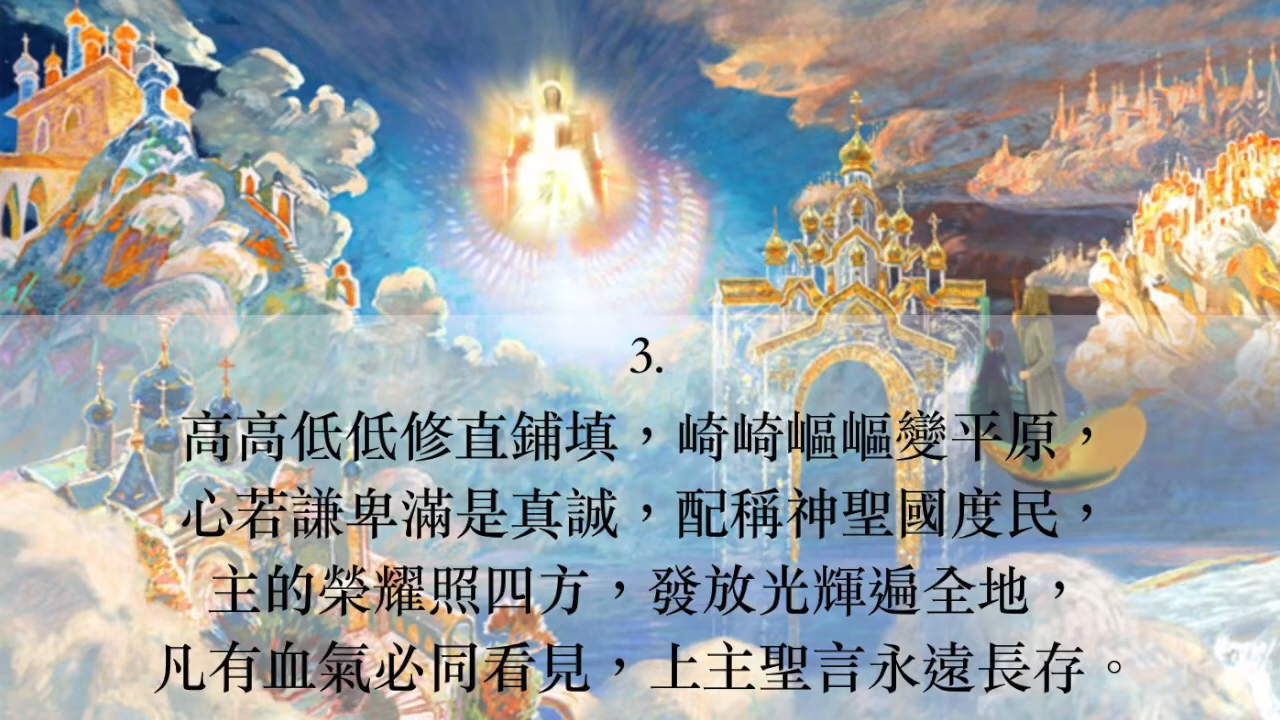 3.
高高低低修直鋪填，崎崎嶇嶇變平原，
心若謙卑滿是真誠，配稱神聖國度民，
主的榮耀照四方，發放光輝遍全地，
凡有血氣必同看見，上主聖言永遠長存。